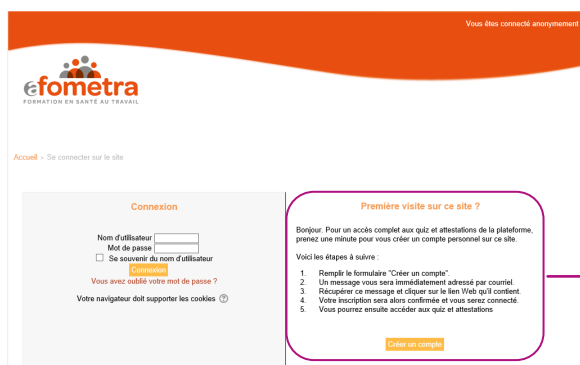 Vous êtes connecté anonymement
afometra
FORMATION EN SANTÉ AU TRAVAIL
Accueil » Se connecter sur le site
Connexion
Nom d'utilisateur
Mot de passe
Se souvenir du nom d'utilisateur
Connexion
Vous avez oublié votre mot de passe ?
Votre navigateur doit supporter les cookies ?
Première visite sur ce site ?
Bonjour. Pour un accès complet aux quiz et attestations de la plateforme,
prenez une minute pour vous créer un compte personnel sur ce site.
Voici les étapes à suivre :
1. Remplir le formulaire "Créer un compte".
2. Un message vous sera immédiatement adressé par courriel.
3. Récupérer ce message et cliquer sur le lien Web qu'il contient.
4. Votre inscription sera alors confirmée et vous serez connecté.
5. Vous pourrez ensuite accéder aux quiz et attestations
Créer un compte